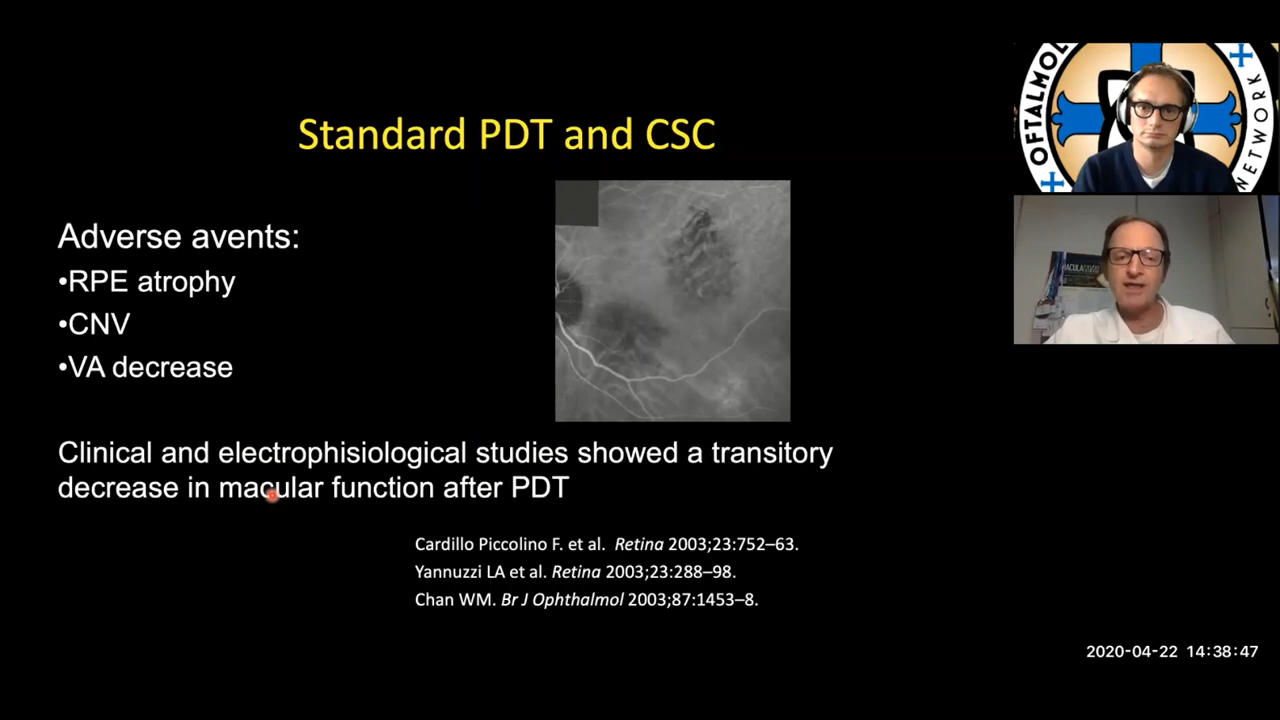 Standard PDT and CSC
Adverse avents:
•RPE atrophy
•CNV
•VA decrease
Clinical and electrophisiological studies showed a transitory
decrease in macular function after PDT
Cardillo Piccolino F. et al. Retina 2003;23:752–63.
Yannuzzi LA et al. Retina 2003;23:288–98.
Chan WM. Br J Ophthalmol 2003;87:1453–8.
OFTALMOL
NETWORK
MACULA
2020-04-22 14:38:47